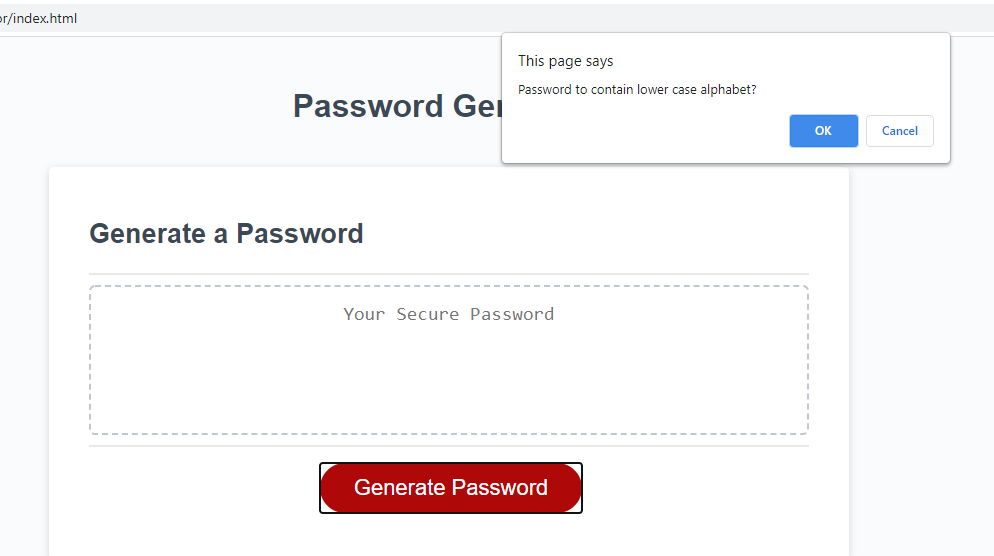 or/index.html
This page says
Password to contain lower case alphabet?
OK
Cancel
Password Ger
Generate a Password
Your Secure Password
Generate Password